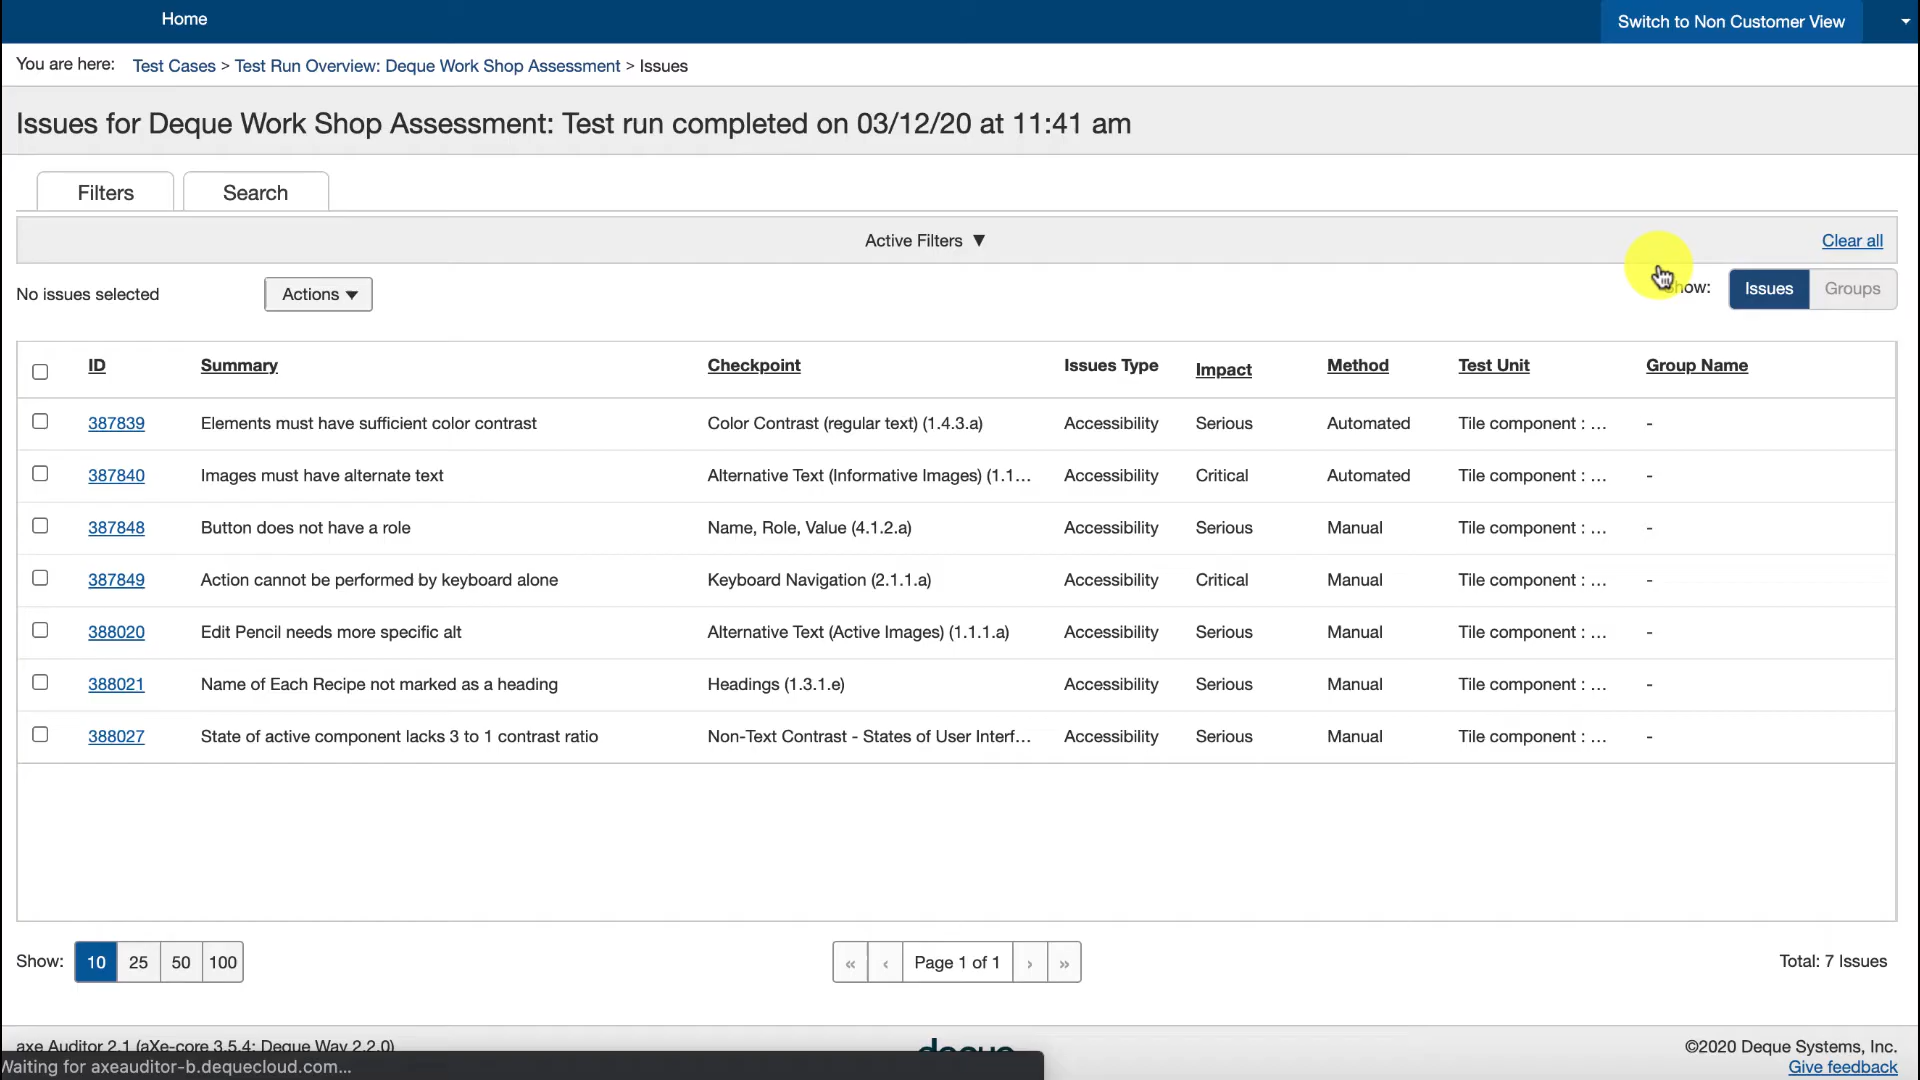 Home
Switch to Non Customer View
You are here: Test Cases > Test Run Overview: Deque Work Shop Assessment > Issues
Issues for Deque Work Shop Assessment: Test run completed on 03/12/20 at 11:41 am
Filters Search
Active Filters ▼ Clear all
No issues selected Actions ▼ Show: Issues Groups
ID Summary Checkpoint Issues Type Impact Method Test Unit Group Name
387839 Elements must have sufficient color contrast Color Contrast (regular text) (1.4.3.a) Accessibility Serious Automated Tile component : … -
387840 Images must have alternate text Alternative Text (Informative Images) (1.1… Accessibility Critical Automated Tile component : … -
387848 Button does not have a role Name, Role, Value (4.1.2.a) Accessibility Serious Manual Tile component : … -
387849 Action cannot be performed by keyboard alone Keyboard Navigation (2.1.1.a) Accessibility Critical Manual Tile component : … -
388020 Edit Pencil needs more specific alt Alternative Text (Active Images) (1.1.1.a) Accessibility Serious Manual Tile component : … -
388021 Name of Each Recipe not marked as a heading Headings (1.3.1.e) Accessibility Serious Manual Tile component : … -
388027 State of active component lacks 3 to 1 contrast ratio Non-Text Contrast - States of User Interf… Accessibility Serious Manual Tile component : … -
Show: 10 25 50 100 « ‹ Page 1 of 1 › » Total: 7 Issues
axe Auditor 2.1 (aXe-core 3.5.4; Deque Way 2.2.0) deque ©2020 Deque Systems, Inc.
Waiting for axeauditor-b.dequecloud.com... Give feedback